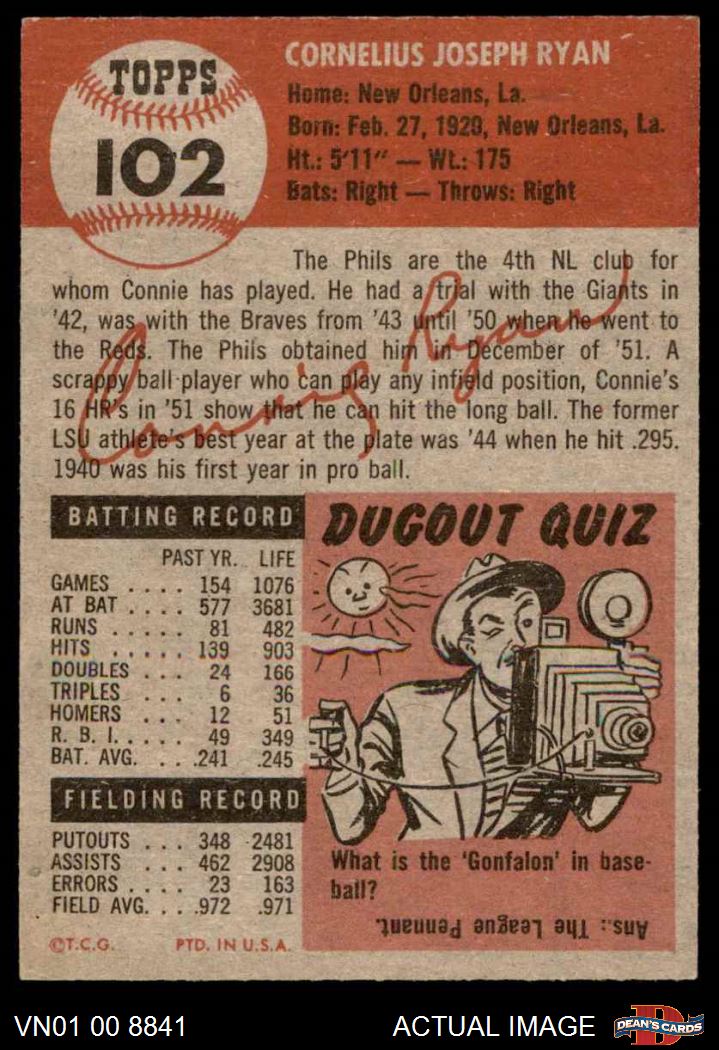 TOPPS
102
CORNELIUS JOSEPH RYAN
Home: New Orleans, La.
Born: Feb. 27, 1920, New Orleans, La.
Ht.: 5'11" — Wt.: 175
Bats: Right — Throws: Right
The Phils are the 4th NL club for
whom Connie has played. He had a trial with the Giants in
'42, was with the Braves from '43 until '50 when he went to
the Reds. The Phils obtained him in December of '51. A
scrappy ball-player who can play any infield position, Connie's
16 HR's in '51 show that he can hit the long ball. The former
LSU athlete's best year at the plate was '44 when he hit .295.
1940 was his first year in pro ball.
Connie Ryan
BATTING RECORD
PAST YR. LIFE
GAMES .... 154 1076
AT BAT .... 577 3681
RUNS ..... 81 482
HITS ..... 139 903
DOUBLES ... 24 166
TRIPLES ... 6 36
HOMERS ... 12 51
R. B. I. .... 49 349
BAT. AVG. ... .241 .245
FIELDING RECORD
PUTOUTS ... 348 2481
ASSISTS ... 462 2908
ERRORS ... 23 163
FIELD AVG. ... .972 .971
©T.C.G. PTD. IN U.S.A.
DUGOUT QUIZ
What is the 'Gonfalon' in base-
ball?
Ans.: The League Pennant.
VN01 00 8841 ACTUAL IMAGE
D
DEAN'S CARDS